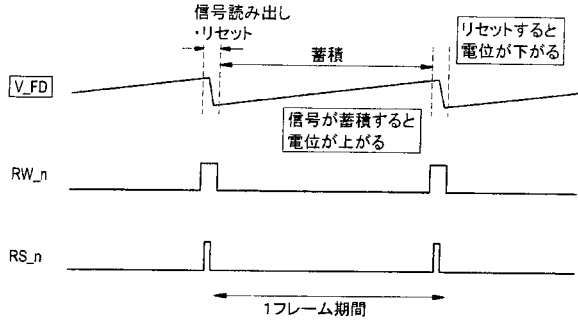 信号読み出し
・リセット
蓄積
リセットすると
電位が下がる
V_FD
信号が蓄積すると
電位が上がる
RW_n
RS_n
1フレーム期間